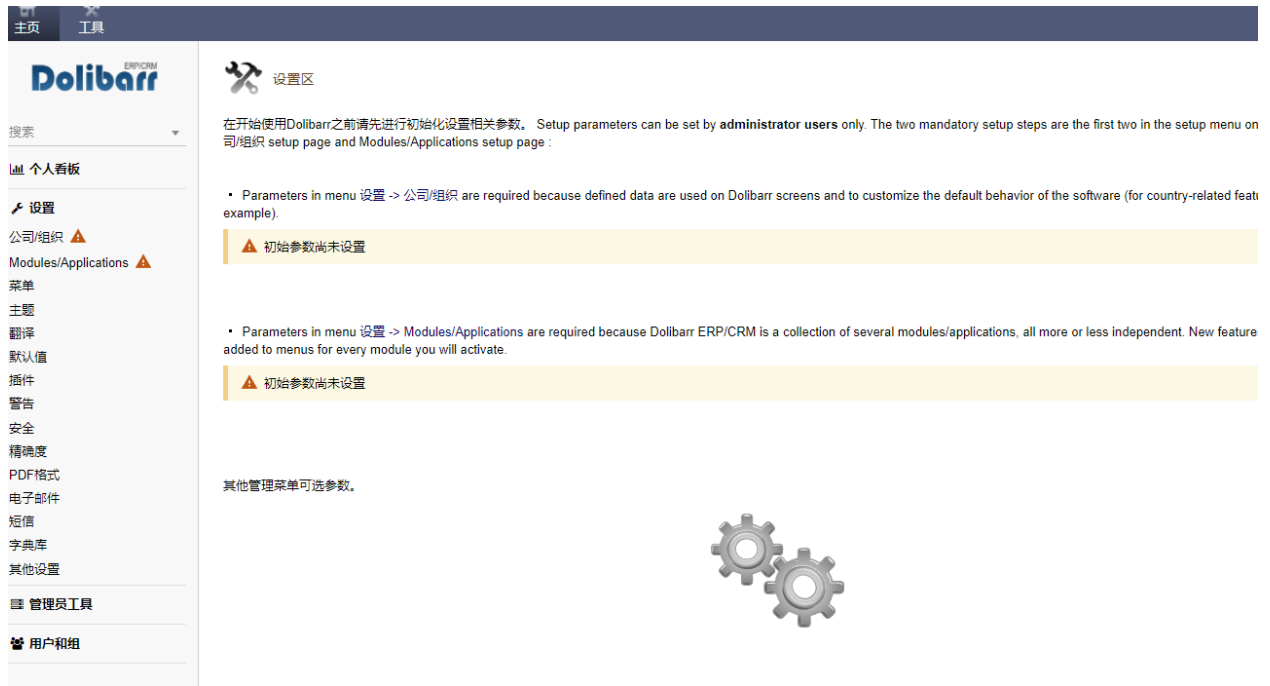 主页
工具
Dolibarr
ERP/CRM
搜索
个人看板
设置
公司/组织
Modules/Applications
菜单
主题
翻译
默认值
插件
警告
安全
精确度
PDF格式
电子邮件
短信
字典库
其他设置
管理员工具
用户和组
设置区
在开始使用Dolibarr之前请先进行初始化设置相关参数。 Setup parameters can be set by administrator users only. The two mandatory setup steps are the first two in the setup menu on
司/组织 setup page and Modules/Applications setup page :
▪ Parameters in menu 设置 -> 公司/组织 are required because defined data are used on Dolibarr screens and to customize the default behavior of the software (for country-related
example).
初始参数尚未设置
▪ Parameters in menu 设置 -> Modules/Applications are required because Dolibarr ERP/CRM is a collection of several modules/applications, all more or less independent. New feature
added to menus for every module you will activate.
初始参数尚未设置
其他管理菜单可选参数。